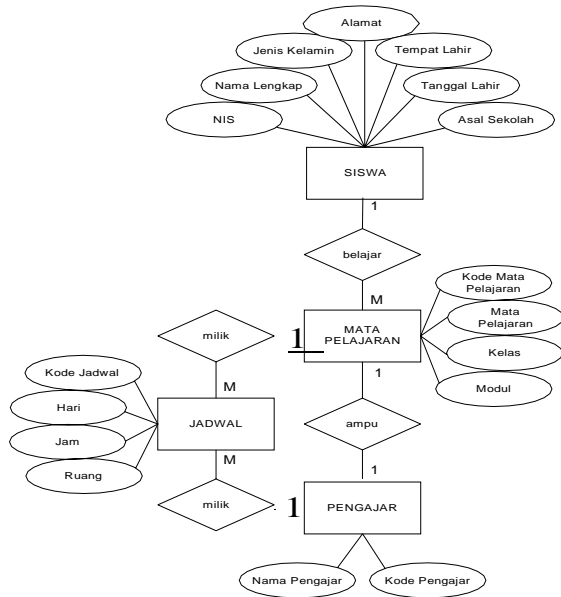 Alamat
Jenis Kelamin
Tempat Lahir
Nama Lengkap
Tanggal Lahir
NIS
Asal Sekolah
SISWA
1
belajar
M
Kode Mata
Pelajaran
Mata
Pelajaran
Kelas
Modul
milik
1
MATA
PELAJARAN
M
1
Kode Jadwal
Hari
Jam
Ruang
JADWAL
ampu
M
1
milik
. 1
PENGAJAR
Nama Pengajar
Kode Pengajar